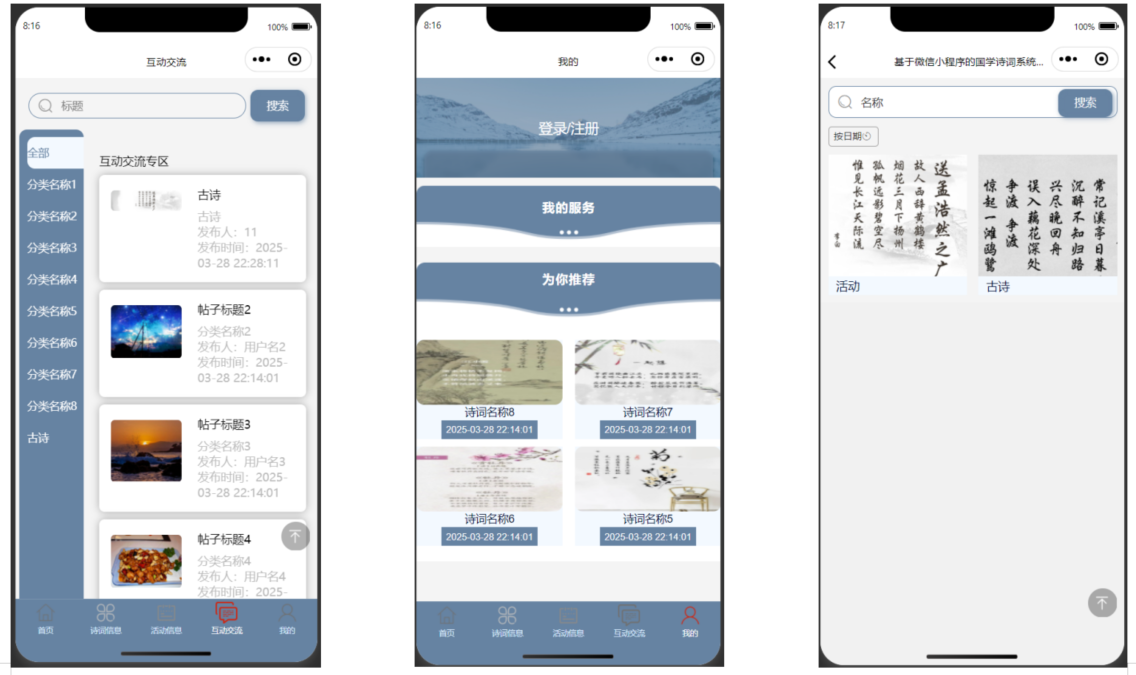 8:16
100%
互动交流
标题
搜索
全部
分类名称1
分类名称2
分类名称3
分类名称4
分类名称5
分类名称6
分类名称7
分类名称8
古诗
互动交流专区
古诗
古诗
发布人：11
发布时间：2025-
03-28 22:28:11
帖子标题2
分类名称2
发布人：用户名2
发布时间：2025-
03-28 22:14:01
帖子标题3
分类名称3
发布人：用户名3
发布时间：2025-
03-28 22:14:01
帖子标题4
分类名称4
发布人：用户名4
发布时间：2025-
首页
诗词信息
活动信息
互动交流
我的
8:16
100%
我的
登录/注册
我的服务
为你推荐
诗词名称8
2025-03-28 22:14:01
诗词名称7
2025-03-28 22:14:01
诗词名称6
2025-03-28 22:14:01
诗词名称5
2025-03-28 22:14:01
首页
诗词信息
活动信息
互动交流
我的
8:17
100%
基于微信小程序的国学诗词系统...
名称
搜索
按日期
送孟浩然之广
故人西辞黄鹤楼
烟花三月下扬州
孤帆远影碧空尽
惟见长江天际流
活动
常记溪亭日暮
沉醉不知归路
兴尽晚回舟
误入藕花深处
争渡 争渡
惊起一滩鸥鹭
古诗